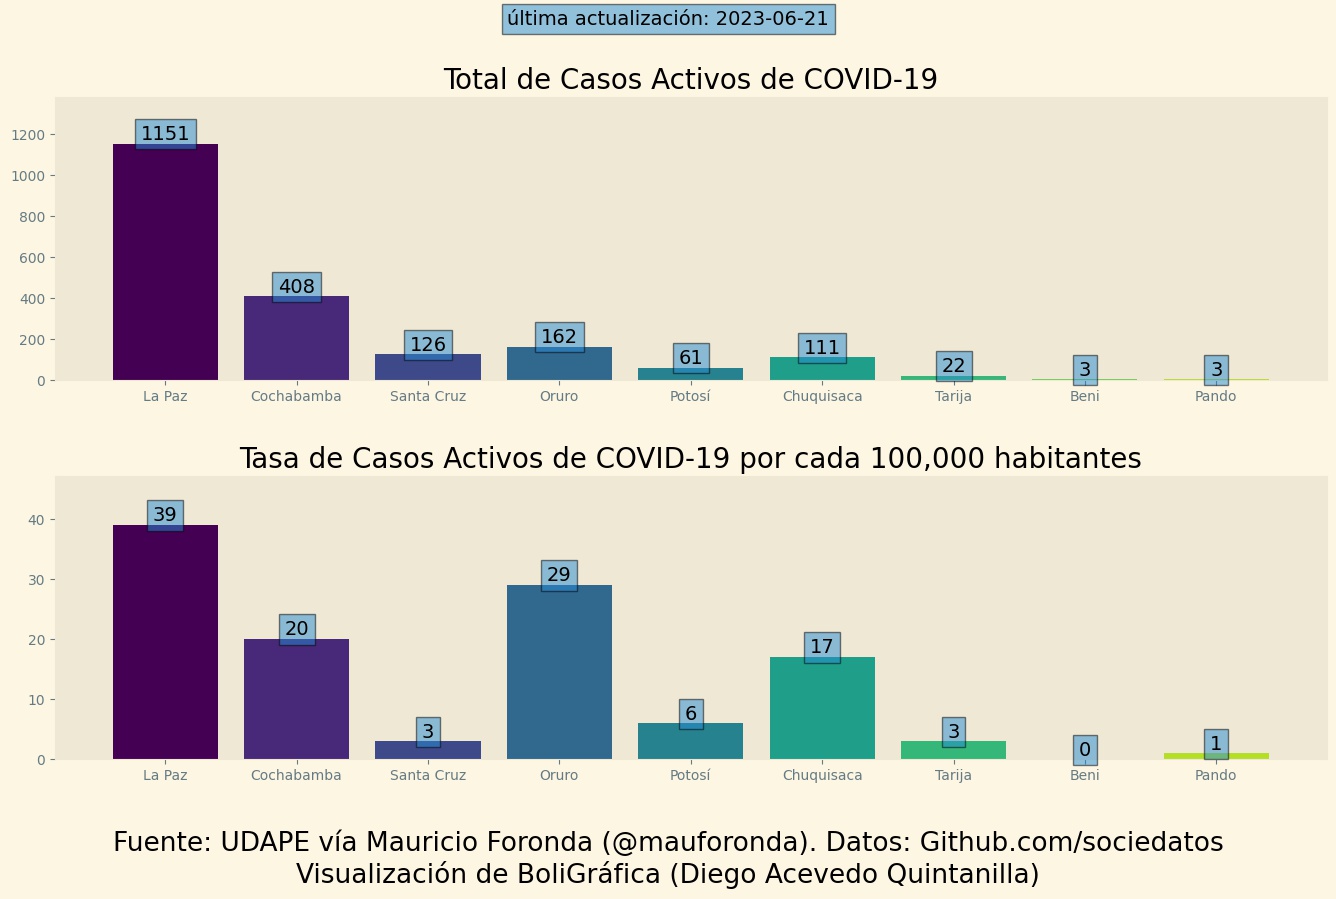 última actualización: 2023-06-21
Total de Casos Activos de COVID-19
1200
1000
800
600
400
200
0
1151
408
126
162
61
111
22
3
3
La Paz
Cochabamba
Santa Cruz
Oruro
Potosí
Chuquisaca
Tarija
Beni
Pando
Tasa de Casos Activos de COVID-19 por cada 100,000 habitantes
40
30
20
10
0
39
20
3
29
6
17
3
0
1
La Paz
Cochabamba
Santa Cruz
Oruro
Potosí
Chuquisaca
Tarija
Beni
Pando
Fuente: UDAPE vía Mauricio Foronda (@mauforonda). Datos: Github.com/sociedatos
Visualización de BoliGráfica (Diego Acevedo Quintanilla)